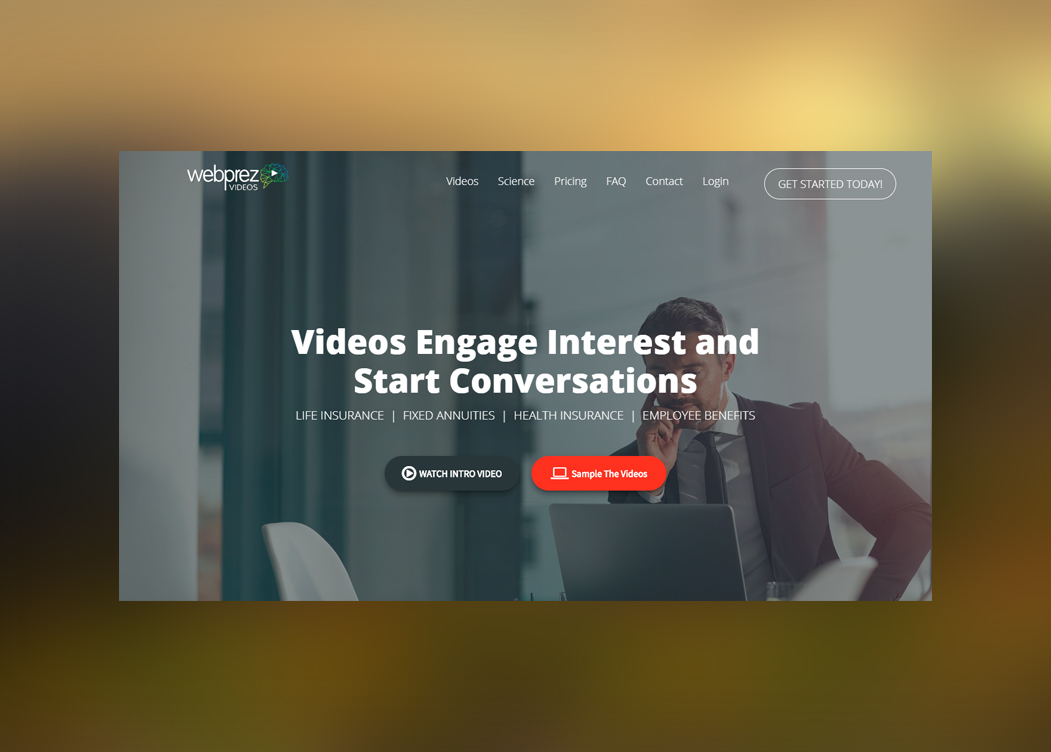 webprez
VIDEOS
Videos Science Pricing FAQ Contact Login
GET STARTED TODAY!
Videos Engage Interest and
Start Conversations
LIFE INSURANCE | FIXED ANNUITIES | HEALTH INSURANCE | EMPLOYEE BENEFITS
WATCH INTRO VIDEO
Sample The Videos